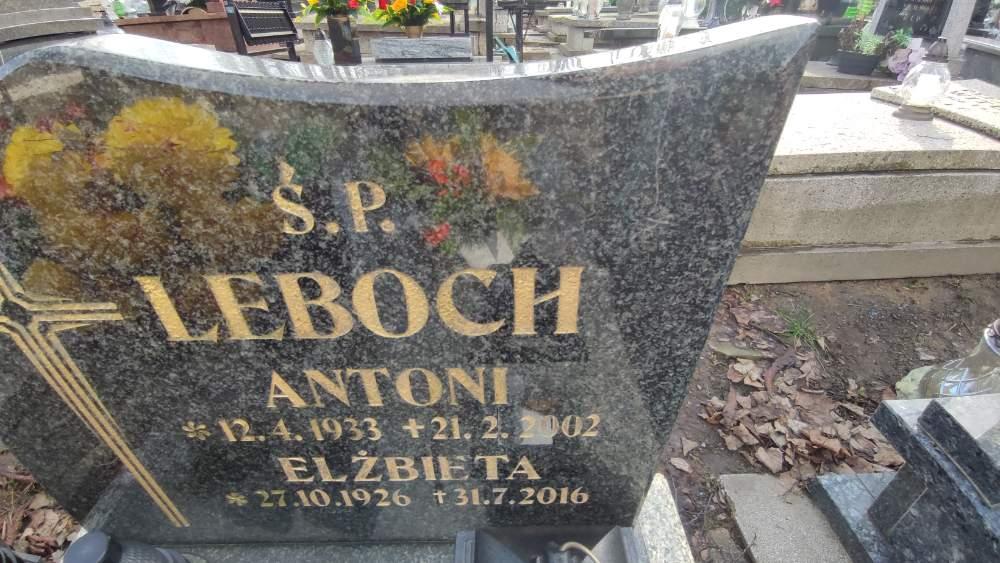 Ś.P.
LEBOCH
ANTONI
* 12.4.1933 +21.2.2002
ELŻBIETA
* 27.10.1926 +31.7.2016